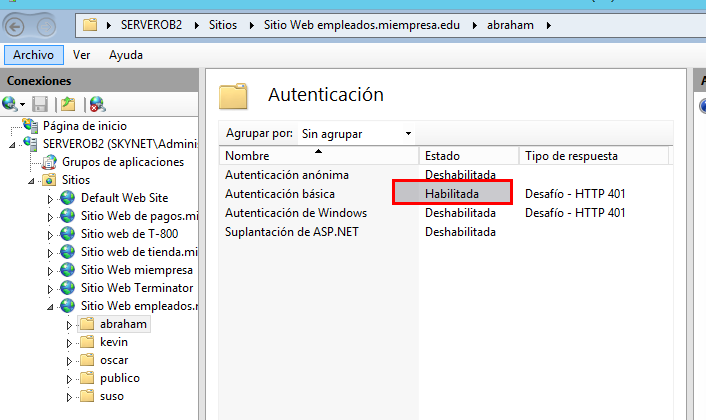 SERVEROB2 Sitios Sitio Web empleados.miempresa.edu abraham
Archivo Ver Ayuda
Conexiones
Página de inicio
SERVEROB2 (SKYNET\Adminis
Grupos de aplicaciones
Sitios
Default Web Site
Sitio Web de pagos.mi
Sitio web de T-800
Sitio web de tienda.mi
Sitio Web miempresa
Sitio Web Terminator
Sitio Web empleados.r
abraham
kevin
oscar
publico
suso
Autenticación
Agrupar por: Sin agrupar
Nombre Estado Tipo de respuesta
Autenticación anónima Deshabilitada
Autenticación básica Habilitada Desafío - HTTP 401
Autenticación de Windows Deshabilitada Desafío - HTTP 401
Suplantación de ASP.NET Deshabilitada